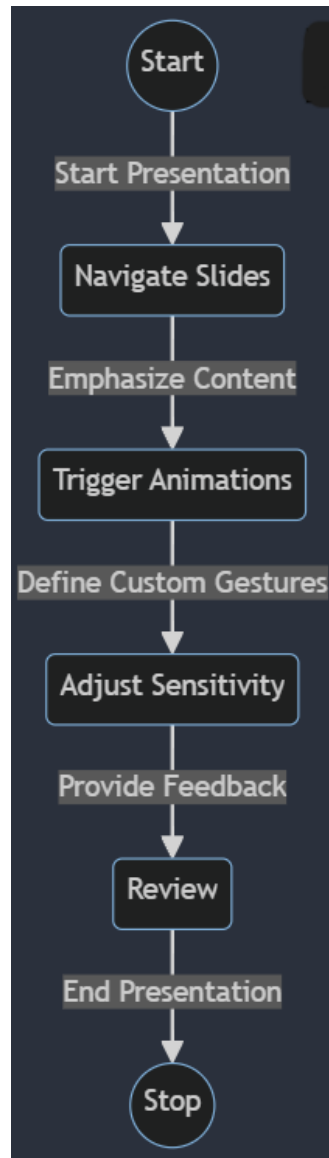 Start
Start Presentation
Navigate Slides
Emphasize Content
Trigger Animations
Define Custom Gestures
Adjust Sensitivity
Provide Feedback
Review
End Presentation
Stop